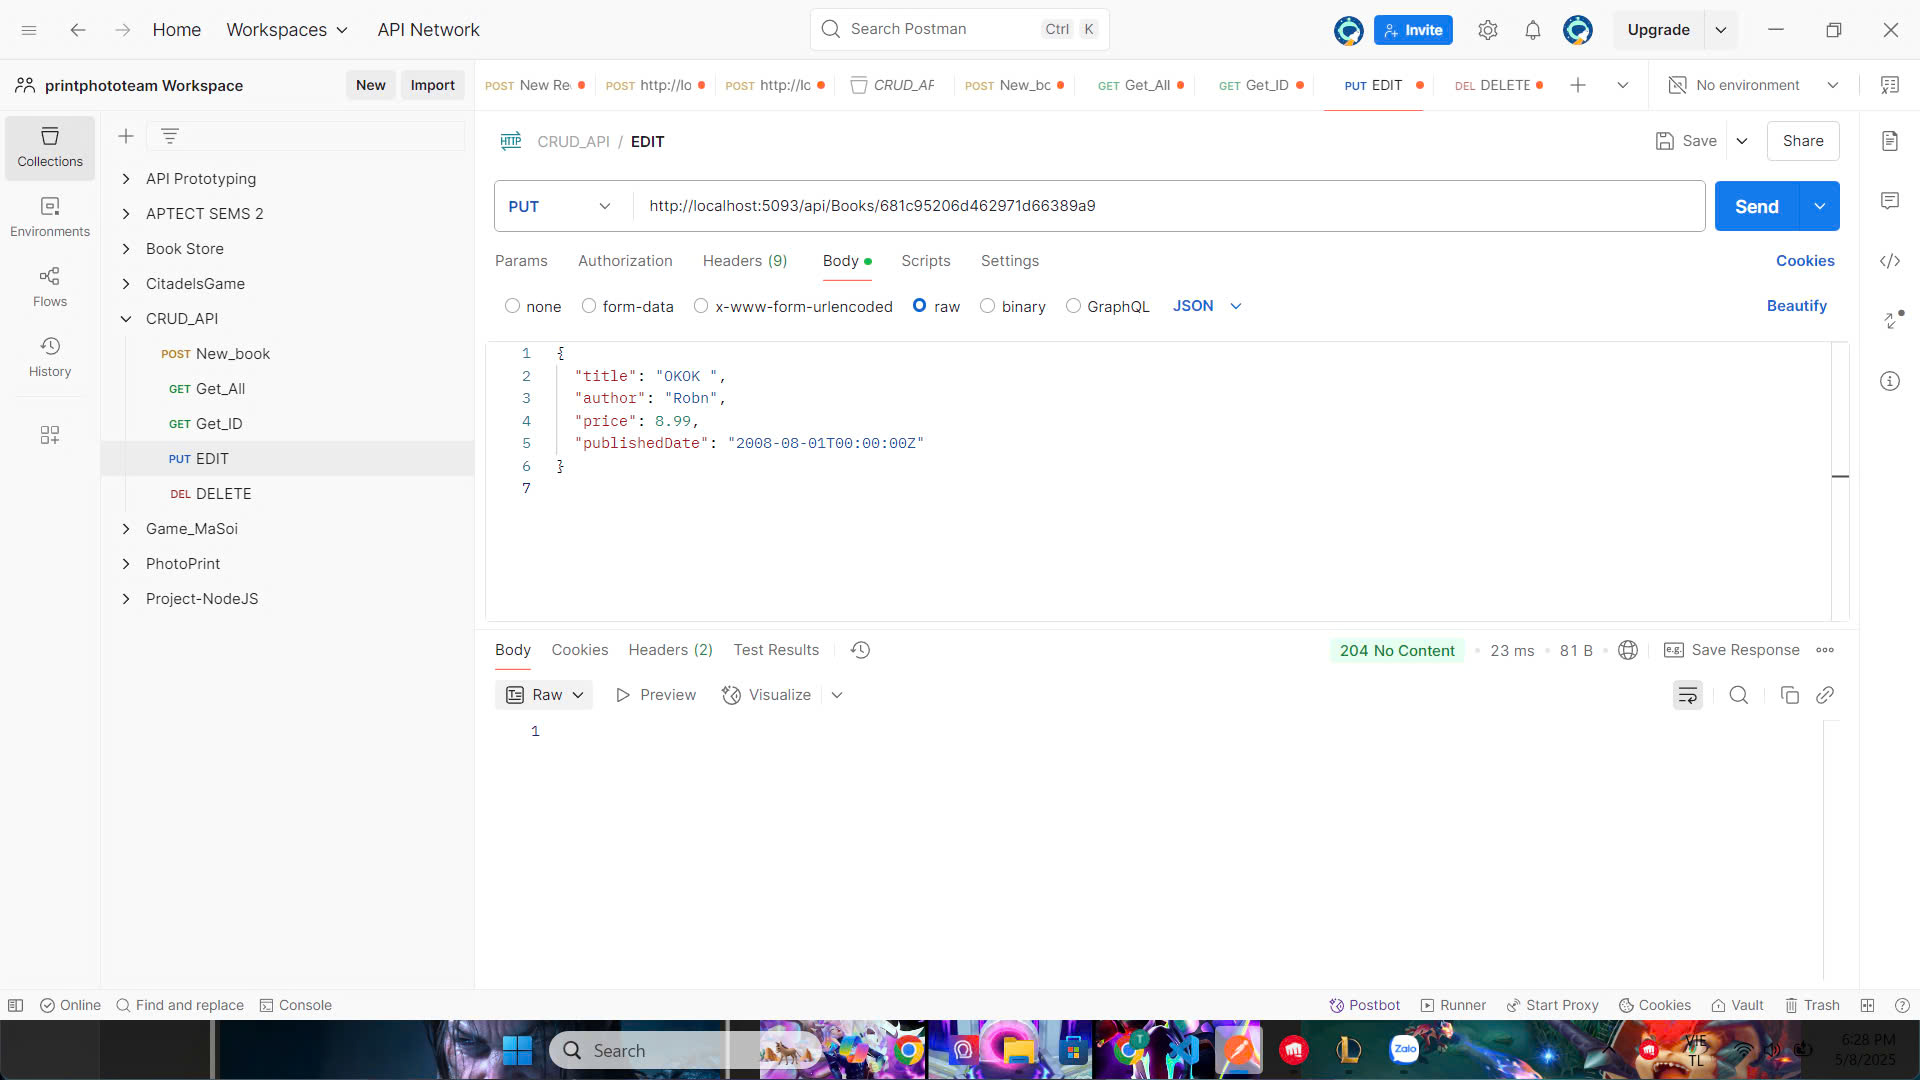 Home
Workspaces
API Network
Search Postman
Ctrl K
Invite
Upgrade
printphototeam Workspace
New
Import
POST New Re
POST http://lo
POST http://lc
CRUD_AF
POST New_bc
GET Get_All
GET Get_ID
PUT EDIT
DEL DELETE
No environment
Collections
Environments
Flows
History
API Prototyping
APTECT SEMS 2
Book Store
CitadelsGame
CRUD_API
POST New_book
GET Get_All
GET Get_ID
PUT EDIT
DEL DELETE
Game_MaSoi
PhotoPrint
Project-NodeJS
HTTP CRUD_API / EDIT
Save
Share
PUT
http://localhost:5093/api/Books/681c95206d462971d66389a9
Send
Params
Authorization
Headers (9)
Body
Scripts
Settings
Cookies
none
form-data
x-www-form-urlencoded
raw
binary
GraphQL
JSON
Beautify
1 {
2 "title": "OKOK ",
3 "author": "Robn",
4 "price": 8.99,
5 "publishedDate": "2008-08-01T00:00:00Z"
6 }
7
Body
Cookies
Headers (2)
Test Results
204 No Content
23 ms
81 B
e.g. Save Response
Raw
Preview
Visualize
1
Online
Find and replace
Console
Postbot
Runner
Start Proxy
Cookies
Vault
Trash
Search
T
Zalo
VIE
TL
6:28 PM
5/8/2025